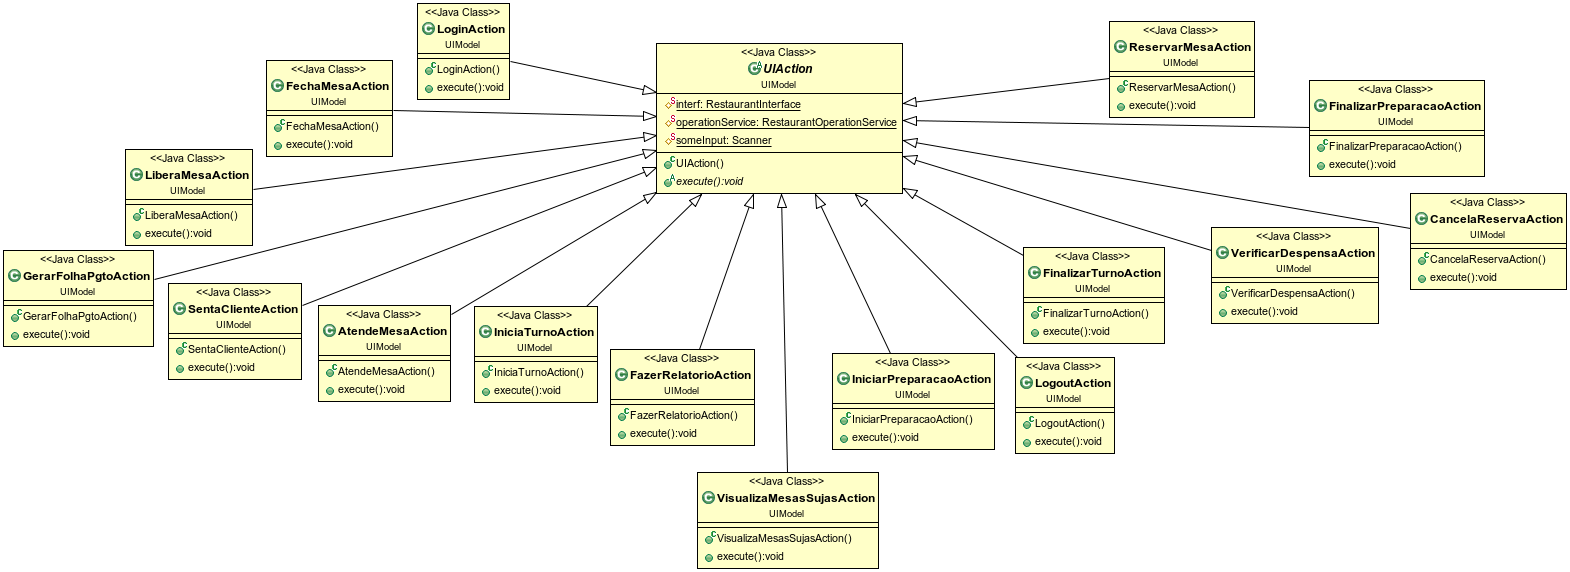 <<Java Class>>
LoginAction
UIModel
LoginAction()
execute():void
<<Java Class>>
UIAction
UIModel
interf: RestaurantInterface
operationService: RestaurantOperationService
someInput: Scanner
UIAction()
execute():void
<<Java Class>>
ReservarMesaAction
UIModel
ReservarMesaAction()
execute():void
<<Java Class>>
FechaMesaAction
UIModel
FechaMesaAction()
execute():void
<<Java Class>>
FinalizarPreparacaoAction
UIModel
FinalizarPreparacaoAction()
execute():void
<<Java Class>>
LiberaMesaAction
UIModel
LiberaMesaAction()
execute():void
<<Java Class>>
CancelaReservaAction
UIModel
CancelaReservaAction()
execute():void
<<Java Class>>
VerificarDespensaAction
UIModel
VerificarDespensaAction()
execute():void
<<Java Class>>
GerarFolhaPgtoAction
UIModel
GerarFolhaPgtoAction()
execute():void
<<Java Class>>
FinalizarTurnoAction
UIModel
FinalizarTurnoAction()
execute():void
<<Java Class>>
SentaClienteAction
UIModel
SentaClienteAction()
execute():void
<<Java Class>>
AtendeMesaAction
UIModel
AtendeMesaAction()
execute():void
<<Java Class>>
IniciaTurnoAction
UIModel
IniciaTurnoAction()
execute():void
<<Java Class>>
FazerRelatorioAction
UIModel
FazerRelatorioAction()
execute():void
<<Java Class>>
IniciarPreparacaoAction
UIModel
IniciarPreparacaoAction()
execute():void
<<Java Class>>
LogoutAction
UIModel
LogoutAction()
execute():void
<<Java Class>>
VisualizaMesasSujasAction
UIModel
VisualizaMesasSujasAction()
execute():void